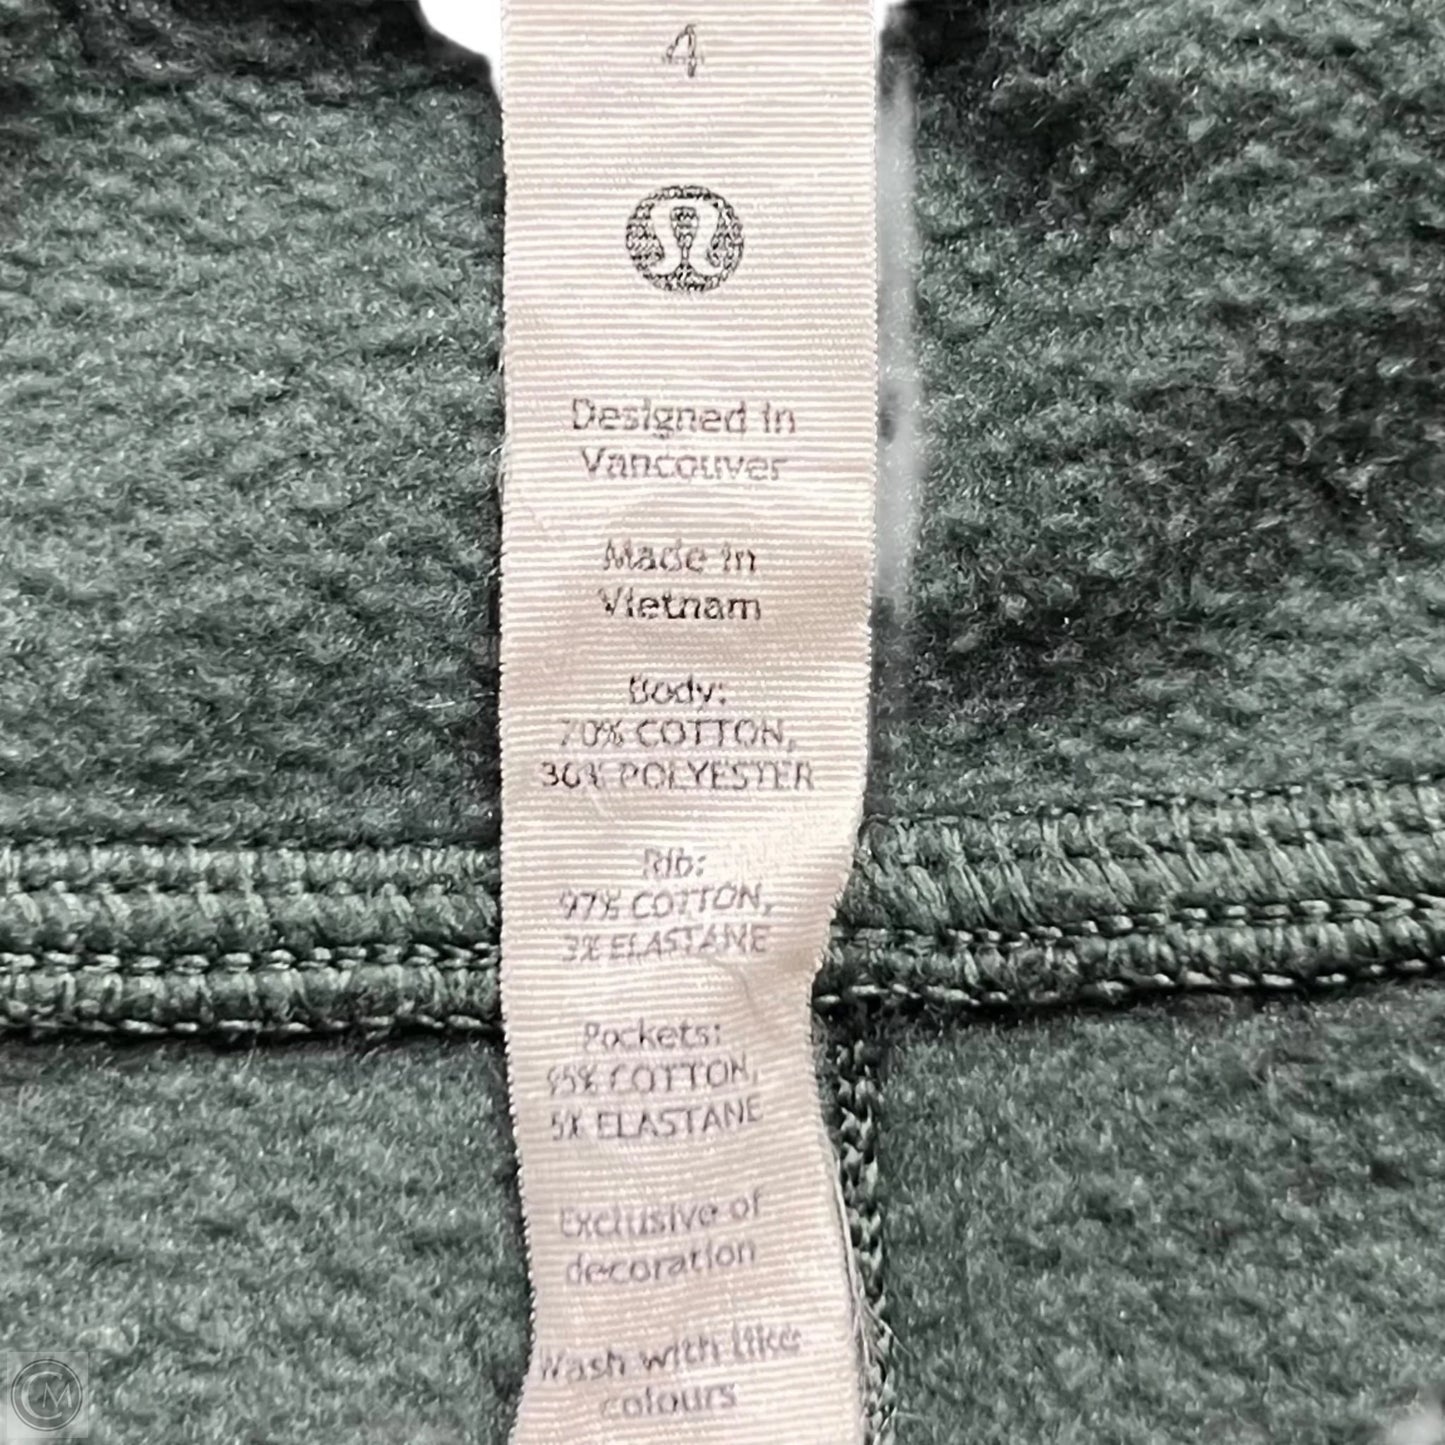 4
Designed in
Vancouver
Made in
Vietnam
Body:
70% COTTON,
30% POLYESTER
Rib:
97% COTTON,
3% ELASTANE
Pockets:
95% COTTON,
5% ELASTANE
Exclusive of
decoration
Wash with like
colours
CM